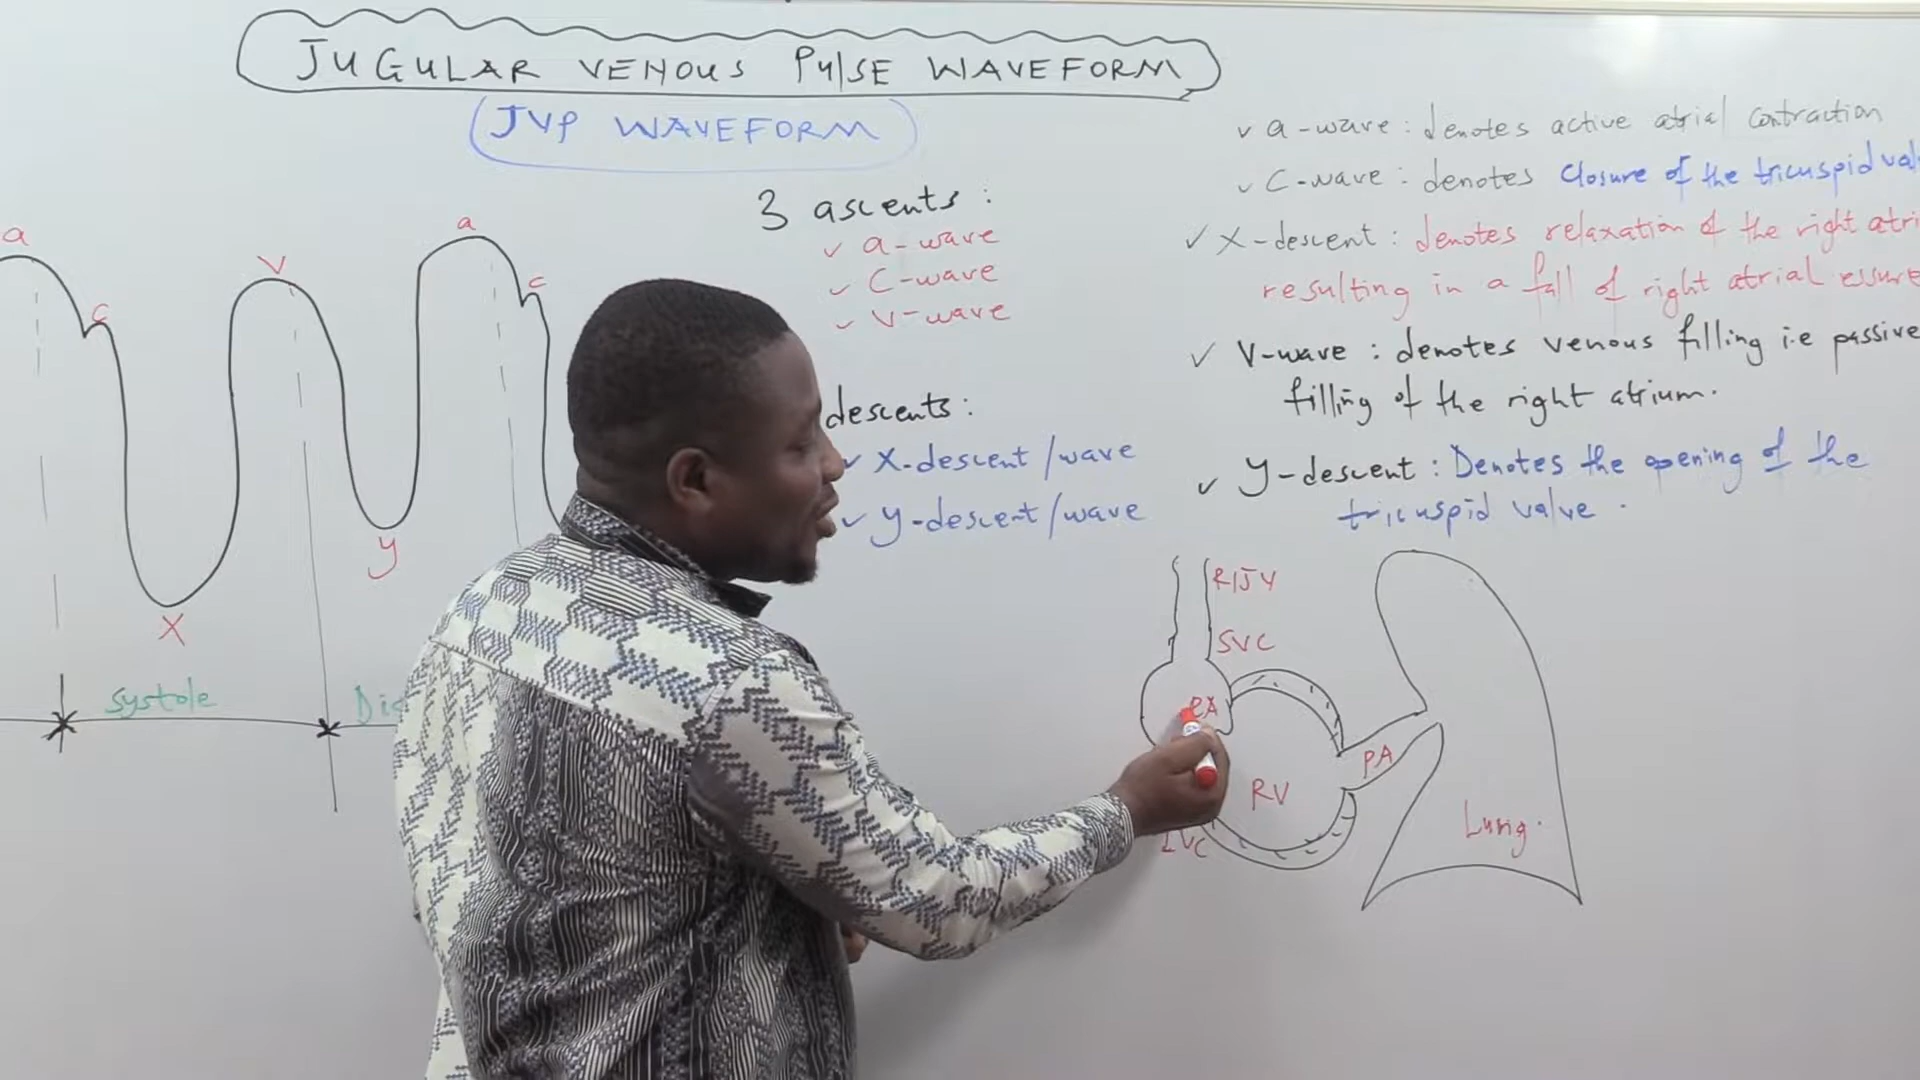 JUGULAR VENOUS PULSE WAVEFORM
JVP WAVEFORM
a
c
V
a
c
X
y
systole
3 ascents:
✓ a-wave
✓ C-wave
✓ V-wave
descents:
✓ X-descent/wave
✓ y-descent/wave
✓ a-wave: denotes active atrial contraction
✓ C-wave: denotes closure of the tricuspid
✓ X-descent: denotes relaxation of the right
resulting in a fall of right atrial
✓ V-wave: denotes venous filling i.e passive
filling of the right atrium.
✓ y-descent: Denotes the opening of the
tricuspid valve.
RIJV
SVC
RA
PA
RV
IVC
Lung.